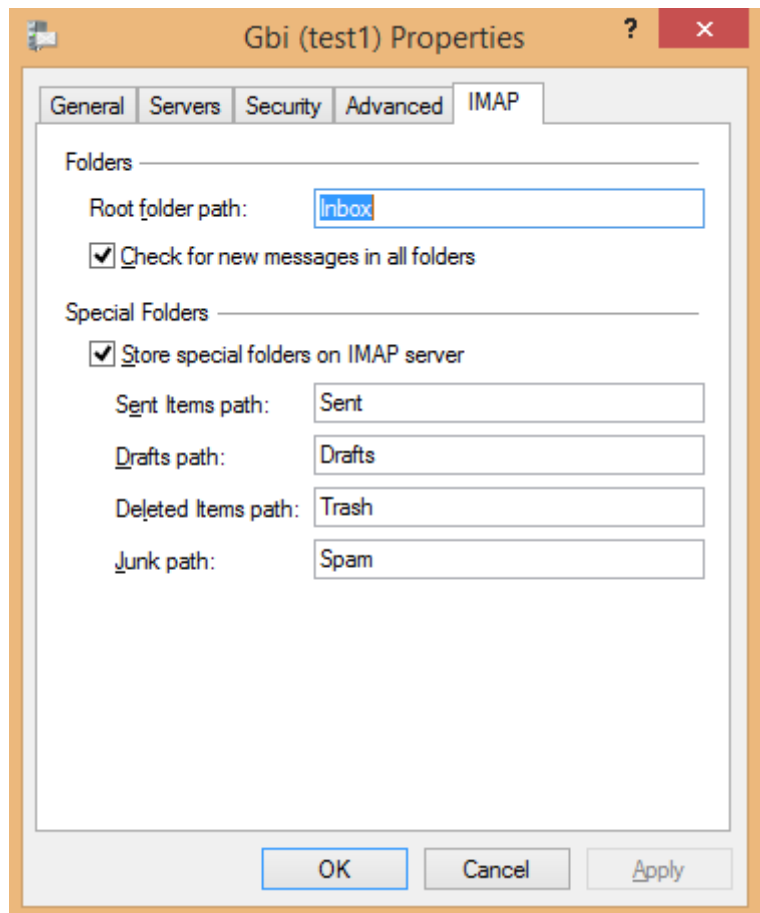 Gbi (test1) Properties ? ×
General Servers Security Advanced IMAP
Folders
Root folder path: Inbox
Check for new messages in all folders
Special Folders
Store special folders on IMAP server
Sent Items path: Sent
Drafts path: Drafts
Deleted Items path: Trash
Junk path: Spam
OK Cancel Apply